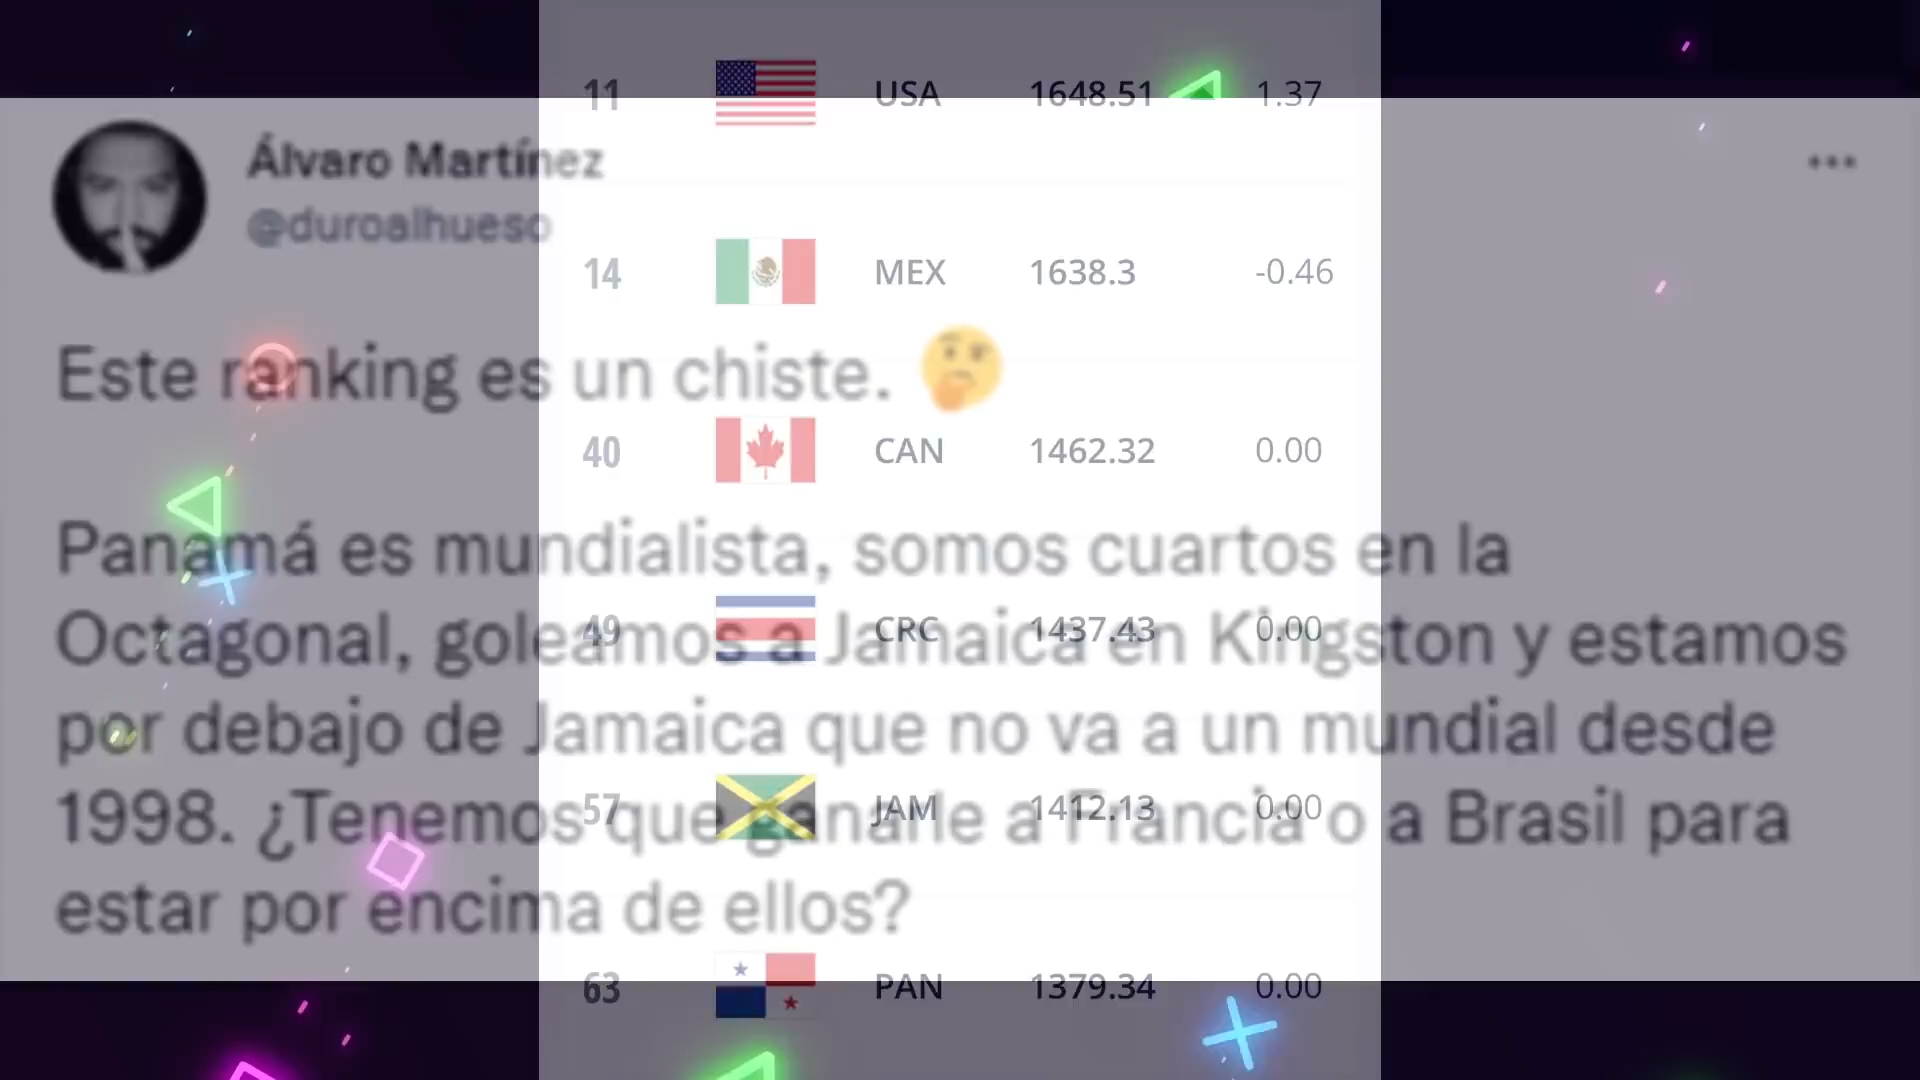 11 USA 1648.51 1.37
Álvaro Martínez
@duroalhueso
14 MEX 1638.3 -0.46
Este ranking es un chiste.
40 CAN 1462.32 0.00
Panamá es mundialista, somos cuartos en la
Octagonal, goleamos a Jamaica en Kingston y estamos
49 CRC 1437.43 0.00
por debajo de Jamaica que no va a un mundial desde
1998. ¿Tenemos que ganarle a Francia o a Brasil para
57 JAM 1412.13 0.00
estar por encima de ellos?
63 PAN 1379.34 0.00